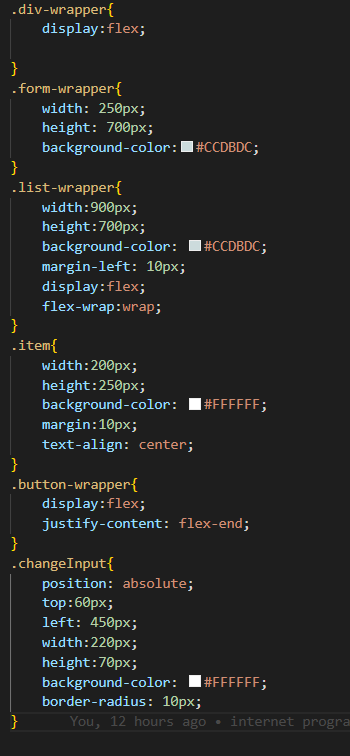 .div-wrapper{
    display:flex;
}
.form-wrapper{
    width: 250px;
    height: 700px;
    background-color: #CCDBDC;
}
.list-wrapper{
    width:900px;
    height:700px;
    background-color: #CCDBDC;
    margin-left: 10px;
    display:flex;
    flex-wrap:wrap;
}
.item{
    width:200px;
    height:250px;
    background-color: #FFFFFF;
    margin:10px;
    text-align: center;
}
.button-wrapper{
    display:flex;
    justify-content: flex-end;
}
.changeInput{
    position: absolute;
    top:60px;
    left: 450px;
    width:220px;
    height:70px;
    background-color: #FFFFFF;
    border-radius: 10px;
}     You, 12 hours ago • internet progra